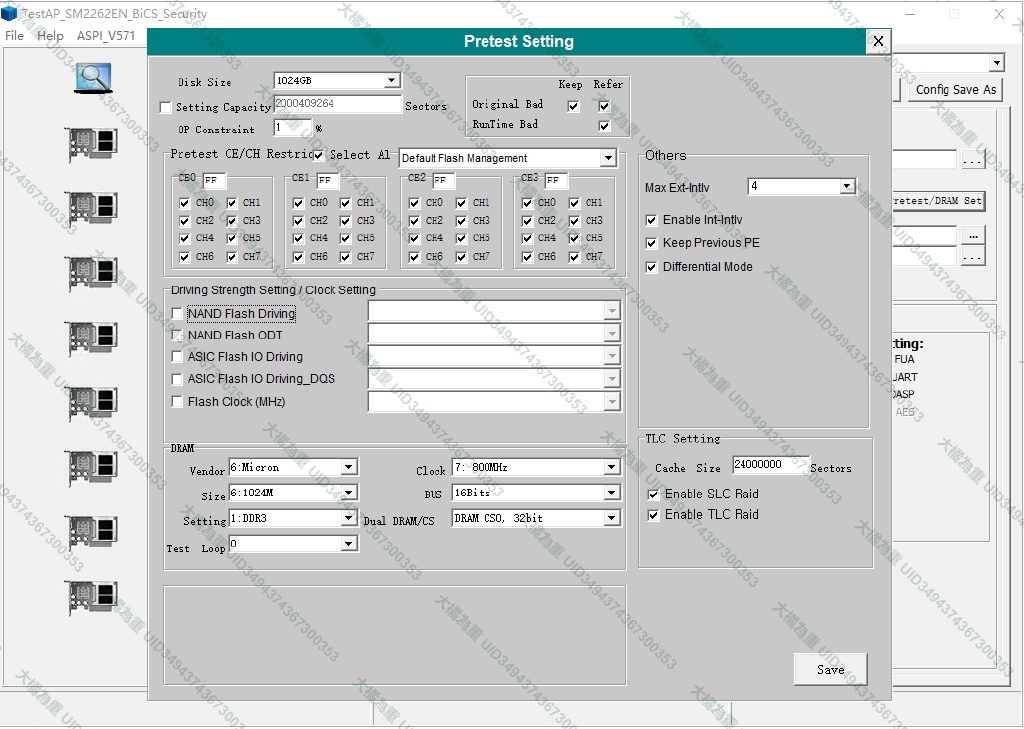 TestAP_SM2262EN_BiCS_Security
File Help ASPI_V571
Pretest Setting
Config Save As
Disk Size 1024GB
Setting Capacity 2000409264 Sectors
OP Constraint 1 %
Keep Refer
Original Bad
RunTime Bad
Pretest CE/CH Restric Select Al Default Flash Management
CE0 FF CE1 FF CE2 FF CE3 FF
CH0 CH1 CH0 CH1 CH0 CH1 CH0 CH1
CH2 CH3 CH2 CH3 CH2 CH3 CH2 CH3
CH4 CH5 CH4 CH5 CH4 CH5 CH4 CH5
CH6 CH7 CH6 CH7 CH6 CH7 CH6 CH7
Others
Max Ext-Intlv 4
Enable Int-Intlv
Keep Previous PE
Differential Mode
...
retest/DRAM Set
...
...
Driving Strength Setting / Clock Setting
NAND Flash Driving
NAND Flash ODT
ASIC Flash IO Driving
ASIC Flash IO Driving_DQS
Flash Clock (MHz)
tting:
FUA
UART
DASP
AES
DRAM
Vendor 6:Micron Clock 7: 800MHz
Size 6:1024M BUS 16Bits
Setting 1:DDR3 Dual DRAM/CS DRAM CS0, 32bit
Test Loop 0
TLC Setting
Cache Size 24000000 Sectors
Enable SLC Raid
Enable TLC Raid
Save
大橘為重 UID3494374367300353